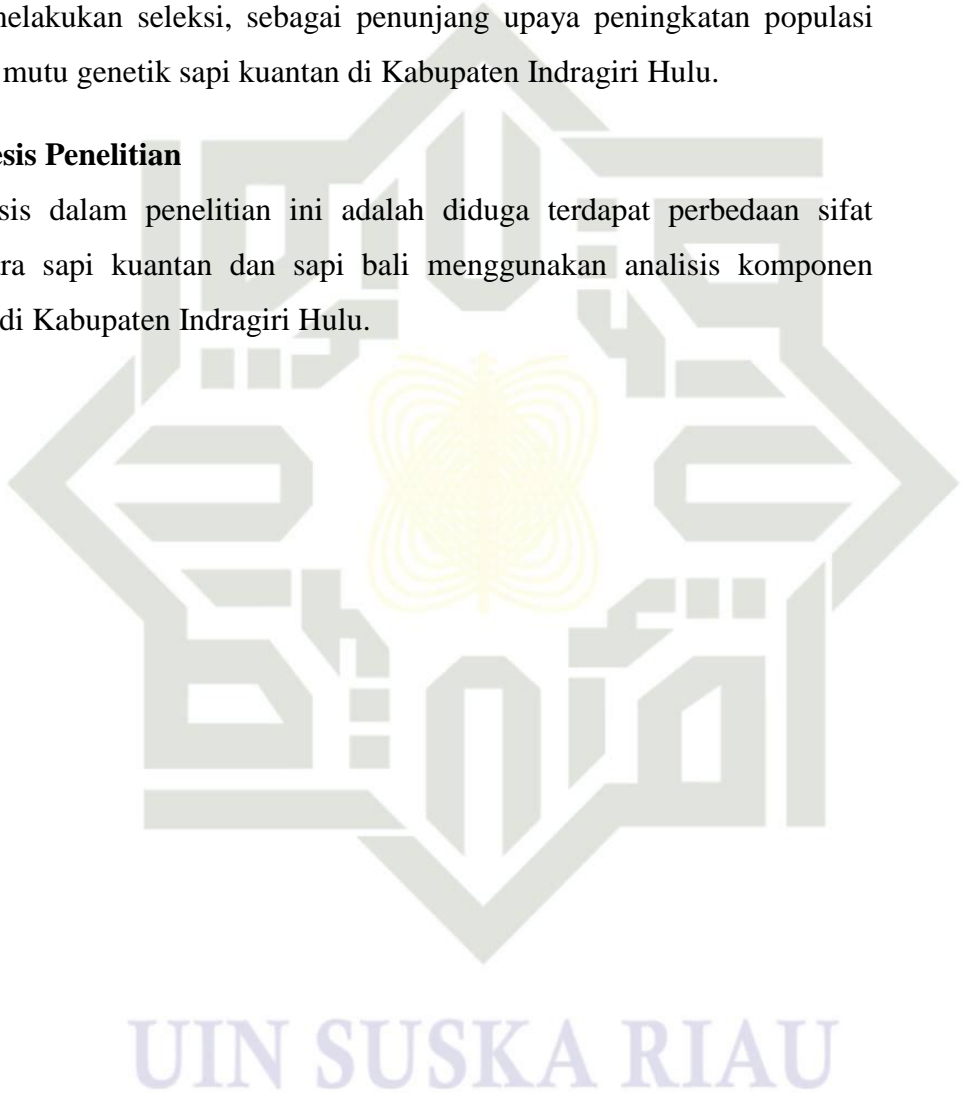 melakukan seleksi, sebagai penunjang upaya peningkatan populasi
mutu genetik sapi kuantan di Kabupaten Indragiri Hulu.
esis Penelitian
sis dalam penelitian ini adalah diduga terdapat perbedaan sifat
ra sapi kuantan dan sapi bali menggunakan analisis komponen
di Kabupaten Indragiri Hulu.
UIN SUSKA RIAU